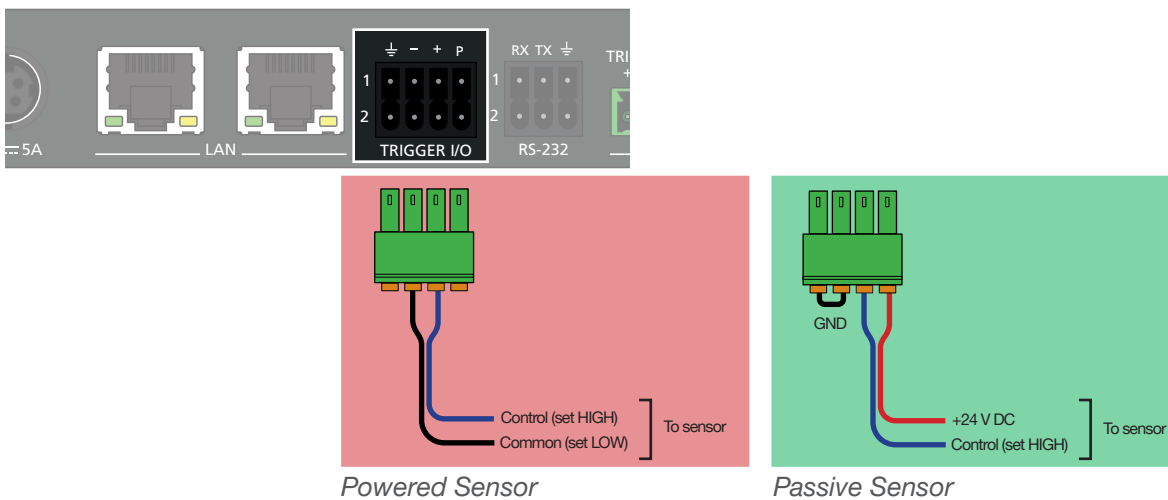 ⏚ − + P
RX TX ⏚
TRI
+
1
1
2
2
5A
LAN
TRIGGER I/O
RS-232
GND
Control (set HIGH)
Common (set LOW)
To sensor
+24 V DC
Control (set HIGH)
To sensor
Powered Sensor
Passive Sensor